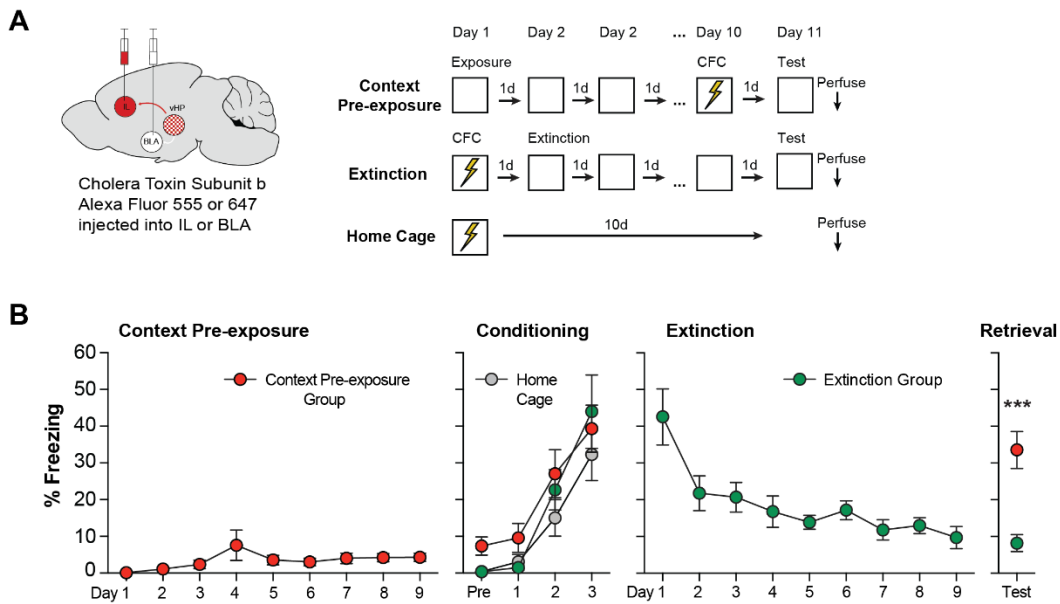 A
IL
vHP
BLA
Cholera Toxin Subunit b
Alexa Fluor 555 or 647
injected into IL or BLA
Day 1 Day 2 Day 2 ... Day 10 Day 11
Exposure CFC Test
Context
Pre-exposure
1d 1d ... 1d Perfuse
CFC Extinction Test
Extinction
1d 1d ... 1d Perfuse
Home Cage
10d Perfuse
B
Context Pre-exposure Conditioning Extinction Retrieval
% Freezing
60
50
40
30
20
10
0
Context Pre-exposure
Group
Home
Cage
Extinction Group
***
Day 1 2 3 4 5 6 7 8 9 Pre 1 2 3 Day 1 2 3 4 5 6 7 8 9 Test